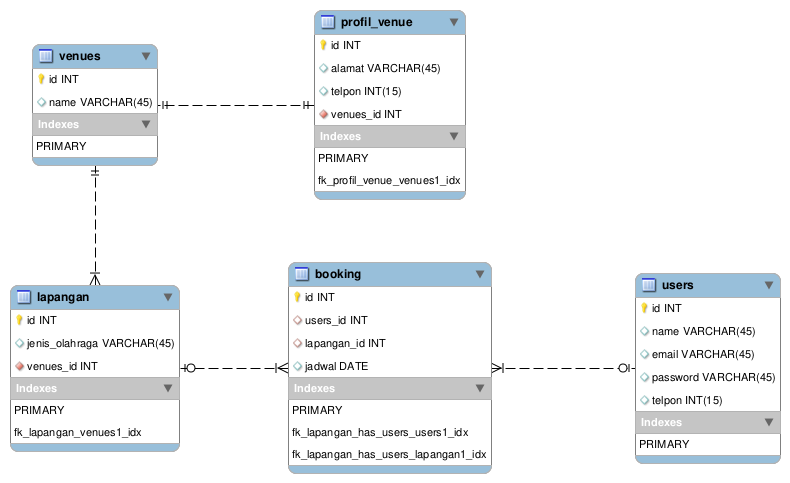 profil_venue
id INT
alamat VARCHAR(45)
telpon INT(15)
venues_id INT
Indexes
PRIMARY
fk_profil_venue_venues1_idx
venues
id INT
name VARCHAR(45)
Indexes
PRIMARY
lapangan
id INT
jenis_olahraga VARCHAR(45)
venues_id INT
Indexes
PRIMARY
fk_lapangan_venues1_idx
booking
id INT
users_id INT
lapangan_id INT
jadwal DATE
Indexes
PRIMARY
fk_lapangan_has_users_users1_idx
fk_lapangan_has_users_lapangan1_idx
users
id INT
name VARCHAR(45)
email VARCHAR(45)
password VARCHAR(45)
telpon INT(15)
Indexes
PRIMARY